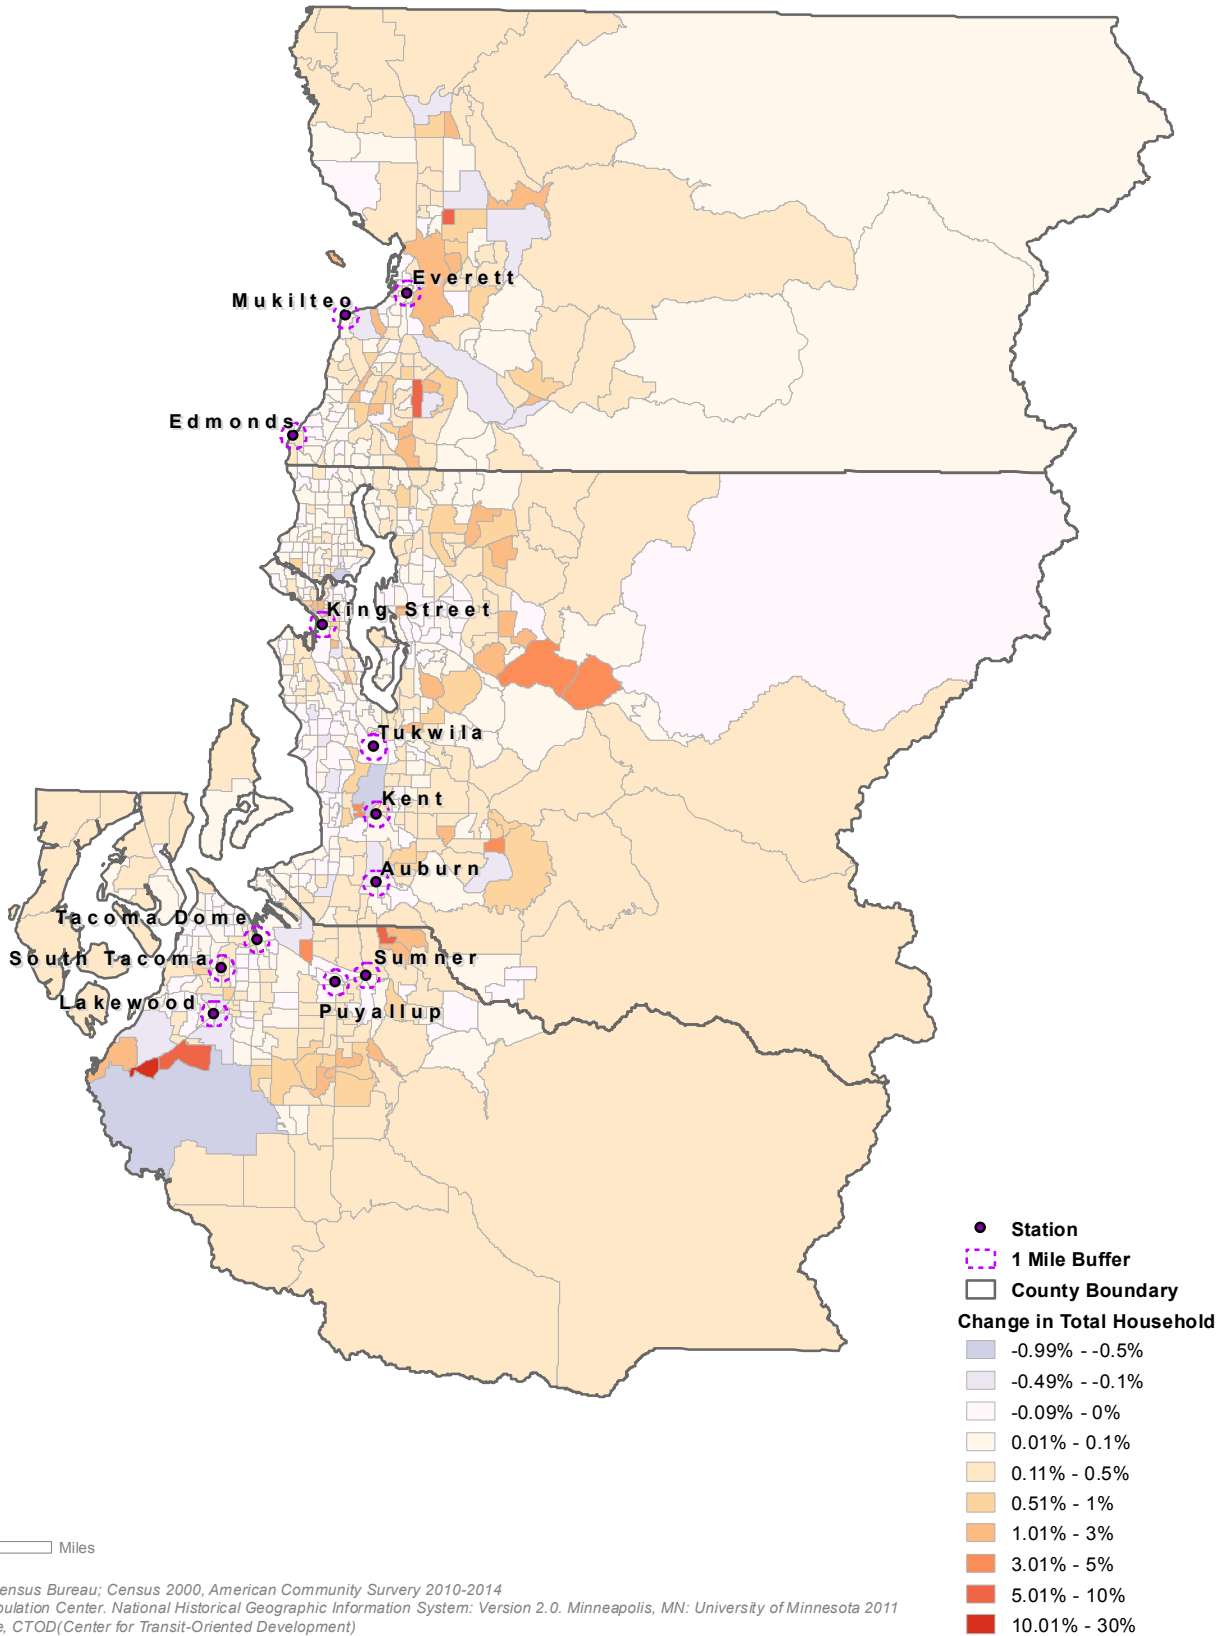 Everett
Mukilteo
Edmonds
King Street
Tukwila
Kent
Auburn
Tacoma Dome
South Tacoma
Sumner
Lakewood
Puyallup
Station
1 Mile Buffer
County Boundary
Change in Total Household
-0.99% - -0.5%
-0.49% - -0.1%
-0.09% - 0%
0.01% - 0.1%
0.11% - 0.5%
0.51% - 1%
1.01% - 3%
3.01% - 5%
5.01% - 10%
10.01% - 30%
Miles
ensus Bureau; Census 2000, American Community Survery 2010-2014
pulation Center. National Historical Geographic Information System: Version 2.0. Minneapolis, MN: University of Minnesota 2011
e, CTOD(Center for Transit-Oriented Development)